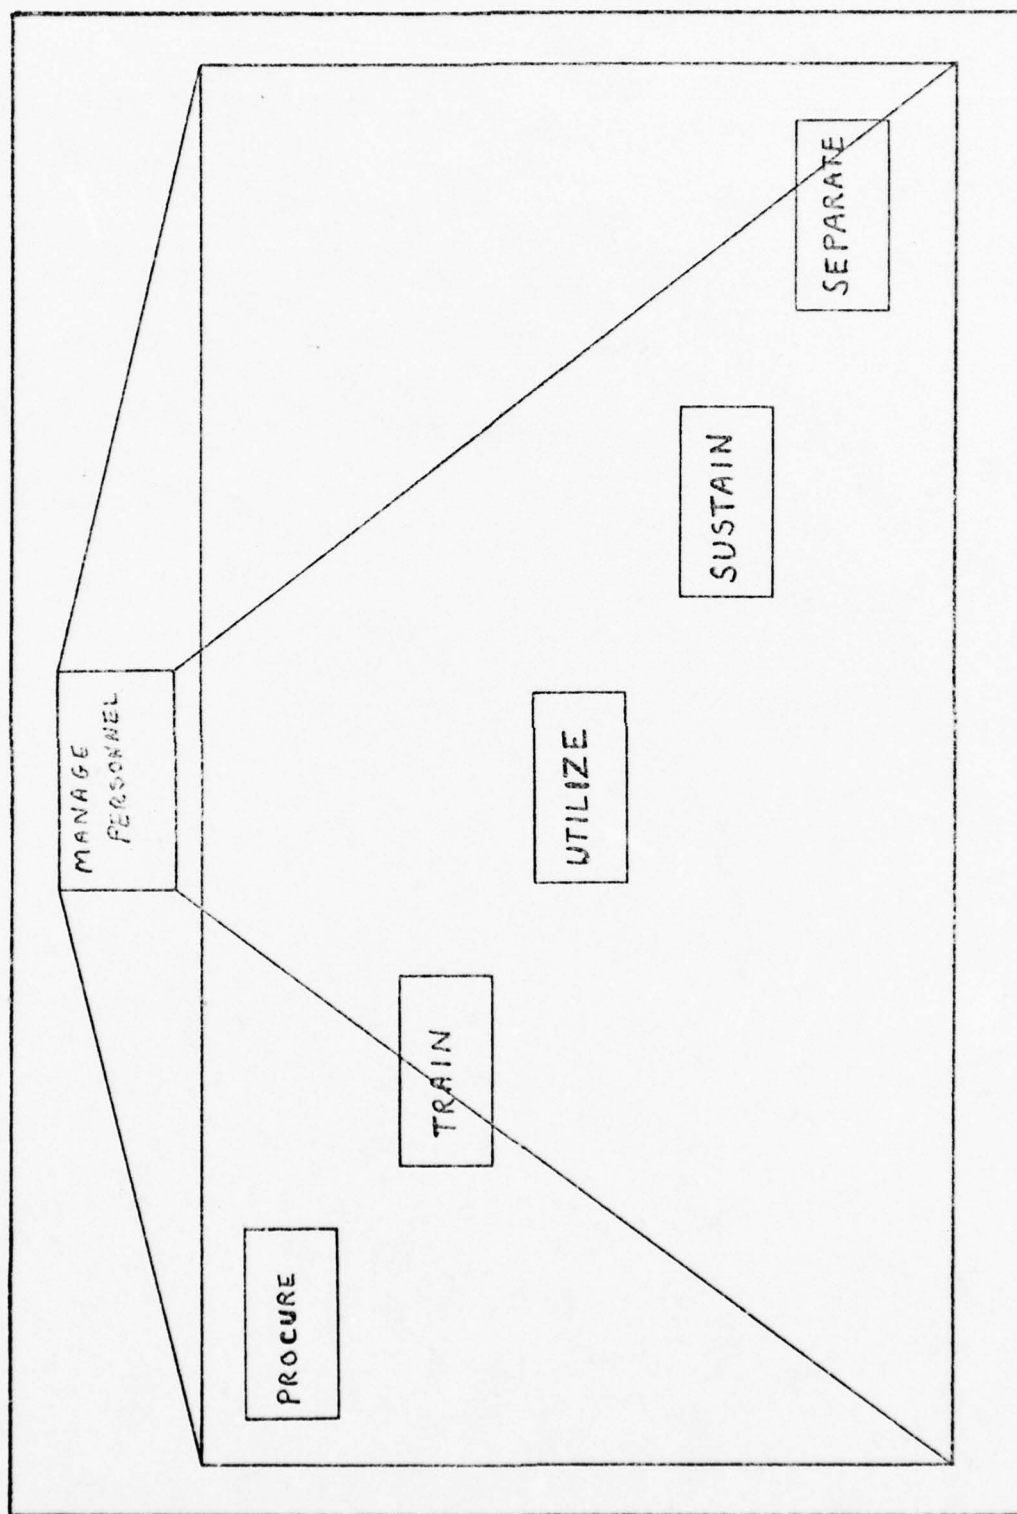 MANAGE
PERSONNEL
PROCURE
TRAIN
UTILIZE
SUSTAIN
SEPARATE